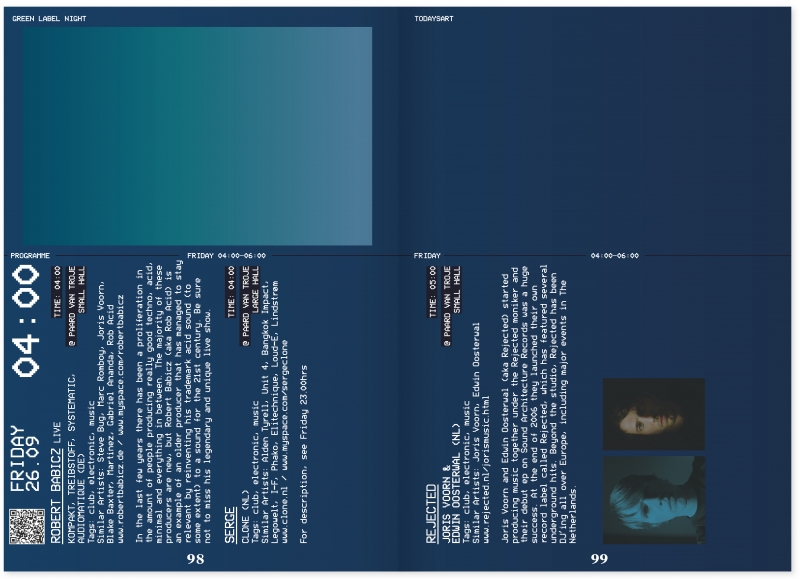 GREEN LABEL NIGHT
TODAYSART
PROGRAMME
FRIDAY 04:00–06:00
FRIDAY
04:00–06:00
FRIDAY
26.09
04:00
ROBERT BABICZ LIVE
TIME: 04:00
KOMPAKT, TREIBSTOFF, SYSTEMATIC,
@ PAARD VAN TROJE
AUDIOMATIQUE (DE)
SMALL HALL
Tags: club, electronic, music
Similar Artists: Steve Bug, Marc Romboy, Joris Voorn,
Blake Baxter, Martinez, Gabriel Ananda, Rob Acid
www.robertbabicz.de / www.myspace.com/robertbabicz
In the last few years there has been a proliferation in
the amount of people producing really good techno, acid,
minimal and everything in between. The majority of these
producers are new, but Robert Babicz (aka Rob Acid) is
an example of an older producer that has managed to stay
relevant by reinventing his trademark acid sound (to
some extent) to a sound for the 21st century. Be sure
not to miss his legendary and unique live show.
SERGE
TIME: 04:00
CLONE (NL)
@ PAARD VAN TROJE
LARGE HALL
Tags: club, electronic, music
Similar Artists: Alden Tyrell, Unit 4, Bangkok Impact,
Legowelt, I-F, Phako, Elitechnique, Loud-E, Lindstrem
www.clone.nl / www.myspace.com/sergeclone
For description, see Friday 23.00hrs
98
REJECTED
TIME: 05:00
JORIS VOORN &
@ PAARD VAN TROJE
EDWIN OOSTERWAL (NL)
SMALL HALL
Tags: club, electronic, music
Similar Artists: Joris Voorn, Edwin Oosterwal
www.rejected.nl/jorismusic.html
Joris Voorn and Edwin Oosterwal (aka Rejected) started
producing music together under the Rejected moniker and
their debut ep on Sound Architecture Records was a huge
success. At the end of 2006 they launched their own
record label called Rejected, which has featured several
underground hits. Beyond the studio, Rejected has been
DJ'ing all over Europe, including major events in The
Netherlands.
99